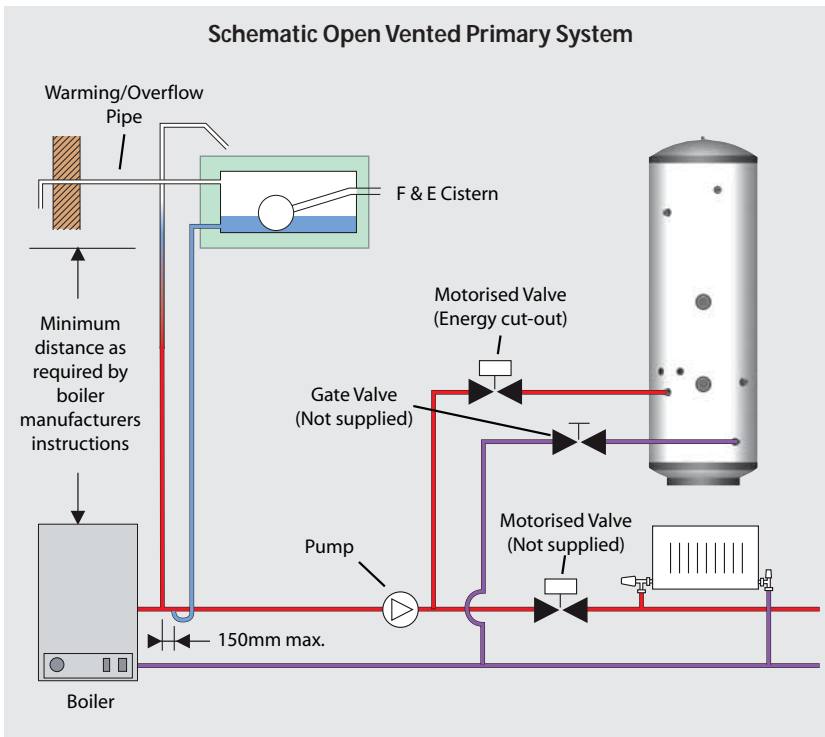 Schematic Open Vented Primary System
Warming/Overflow
Pipe
F & E Cistern
Minimum
distance as
required by
boiler
manufacturers
instructions
Motorised Valve
(Energy cut-out)
Gate Valve
(Not supplied)
Motorised Valve
(Not supplied)
Pump
150mm max.
Boiler